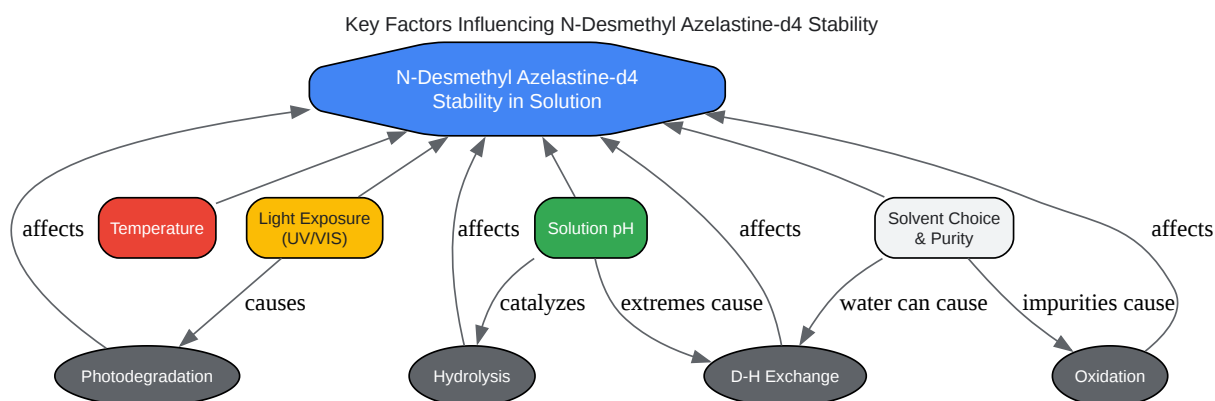 Key Factors Influencing N-Desmethyl Azelastine-d4 Stability
N-Desmethyl Azelastine-d4
Stability in Solution
affects
Temperature
Light Exposure
(UV/VIS)
affects
Solution pH
affects
Solvent Choice
& Purity
affects
causes
catalyzes
extremes cause
water can cause
impurities cause
Photodegradation
Hydrolysis
D-H Exchange
Oxidation